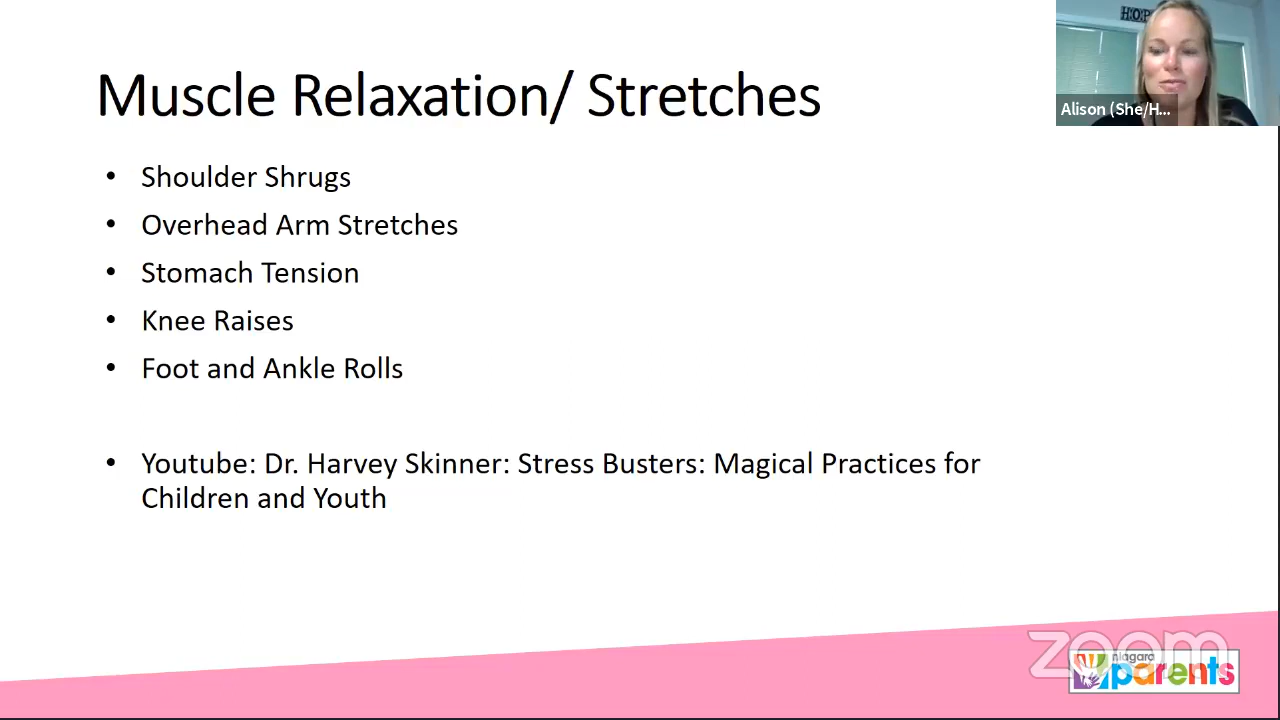 Muscle Relaxation/ Stretches
Alison (She/H...
• Shoulder Shrugs
• Overhead Arm Stretches
• Stomach Tension
• Knee Raises
• Foot and Ankle Rolls
• Youtube: Dr. Harvey Skinner: Stress Busters: Magical Practices for
Children and Youth
zoom
niagara
parents